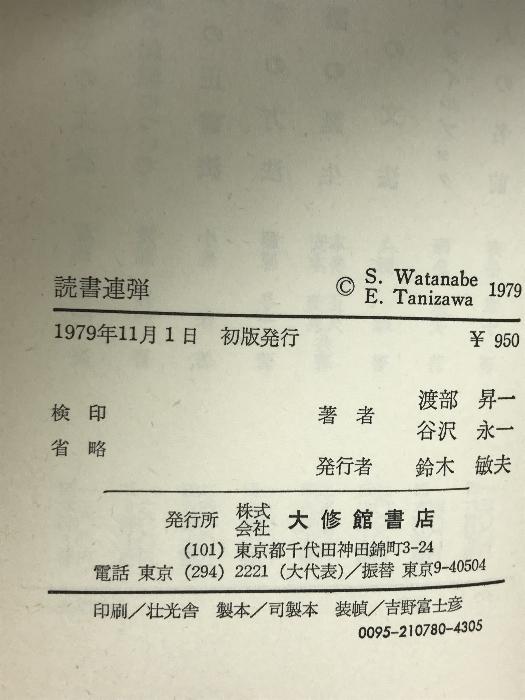 読書連弾
© S. Watanabe
E. Tanizawa 1979
1979年11月1日 初版発行 ¥950
検印
省略
著者 渡部 昇一
谷沢 永一
発行者 鈴木 敏夫
発行所 株式会社 大修館書店
(101) 東京都千代田神田錦町3-24
電話 東京 (294) 2221 (大代表)/振替 東京9-40504
印刷/壮光舎 製本/司製本 装幀/吉野富士彦
0095-210780-4305